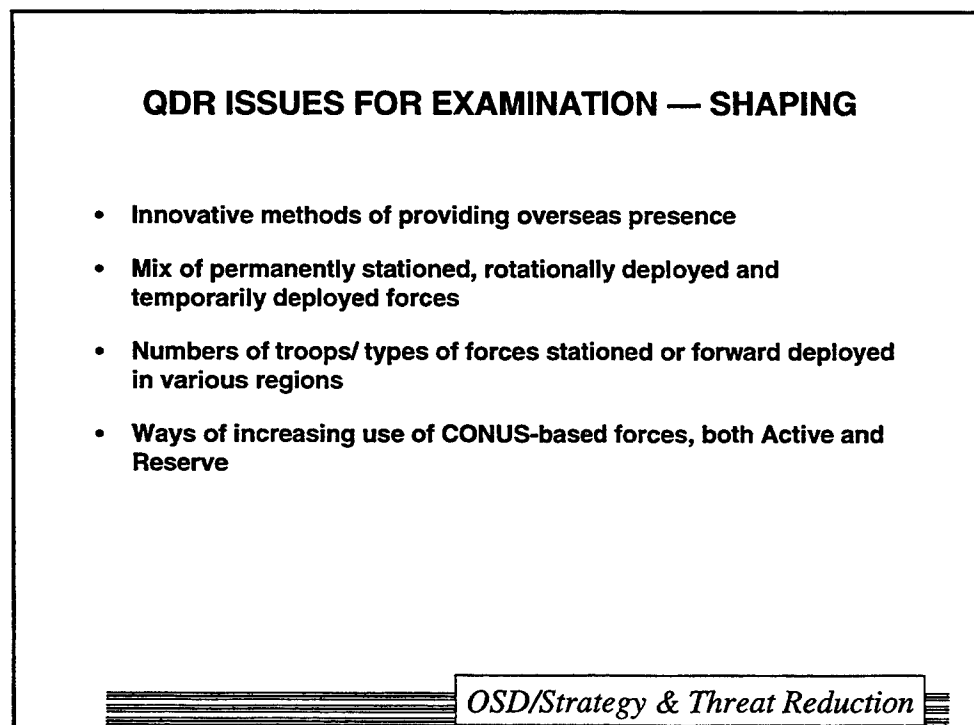 QDR ISSUES FOR EXAMINATION — SHAPING
• Innovative methods of providing overseas presence
• Mix of permanently stationed, rotationally deployed and
temporarily deployed forces
• Numbers of troops/ types of forces stationed or forward deployed
in various regions
• Ways of increasing use of CONUS-based forces, both Active and
Reserve
OSD/Strategy & Threat Reduction